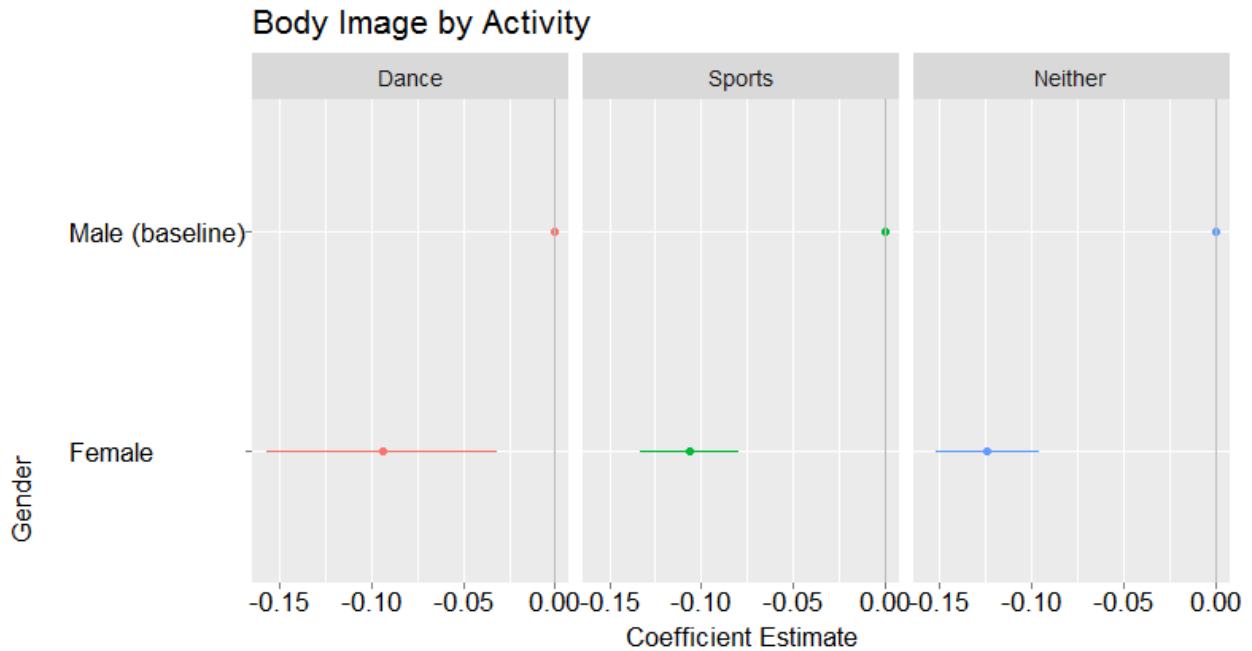 Body Image by Activity
Dance Sports Neither
Male (baseline)
Female
Gender
-0.15 -0.10 -0.05 0.00 -0.15 -0.10 -0.05 0.00 -0.15 -0.10 -0.05 0.00
Coefficient Estimate